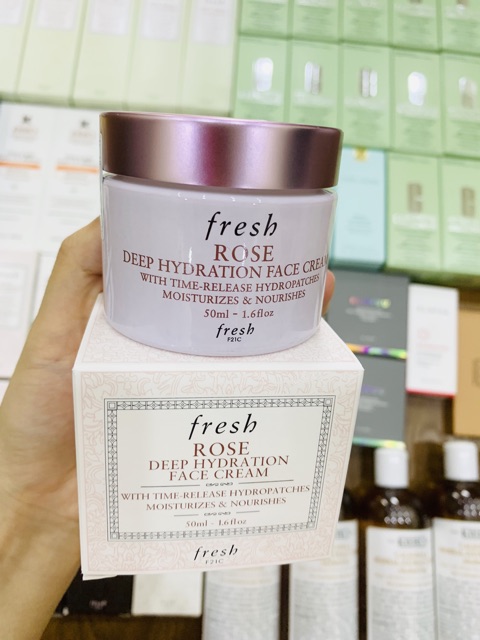 fresh
ROSE
DEEP HYDRATION FACE CREAM
WITH TIME-RELEASE HYDROPATCHES
MOISTURIZES & NOURISHES
50ml - 1.6floz
fresh
F21C
fresh
ROSE
DEEP HYDRATION
FACE CREAM
WITH TIME-RELEASE HYDROPATCHES
MOISTURIZES & NOURISHES
50ml - 1.6floz
fresh
F21C